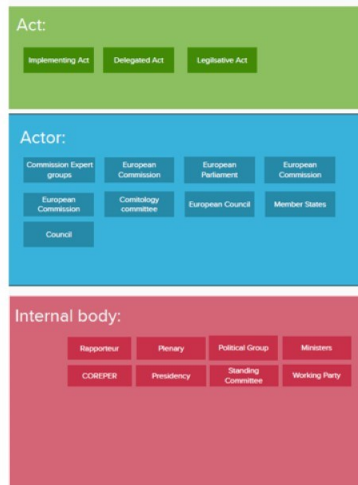 Act:
Implementing Act Delegated Act Legilsative Act
Actor:
Commission Expert groups
European Commission
European Parliament
European Commission
European Commission
Comitology committee
European Council
Member States
Council
Internal body:
Rapporteur
Plenary
Political Group
Ministers
COREPER
Presidency
Standing Committee
Working Party